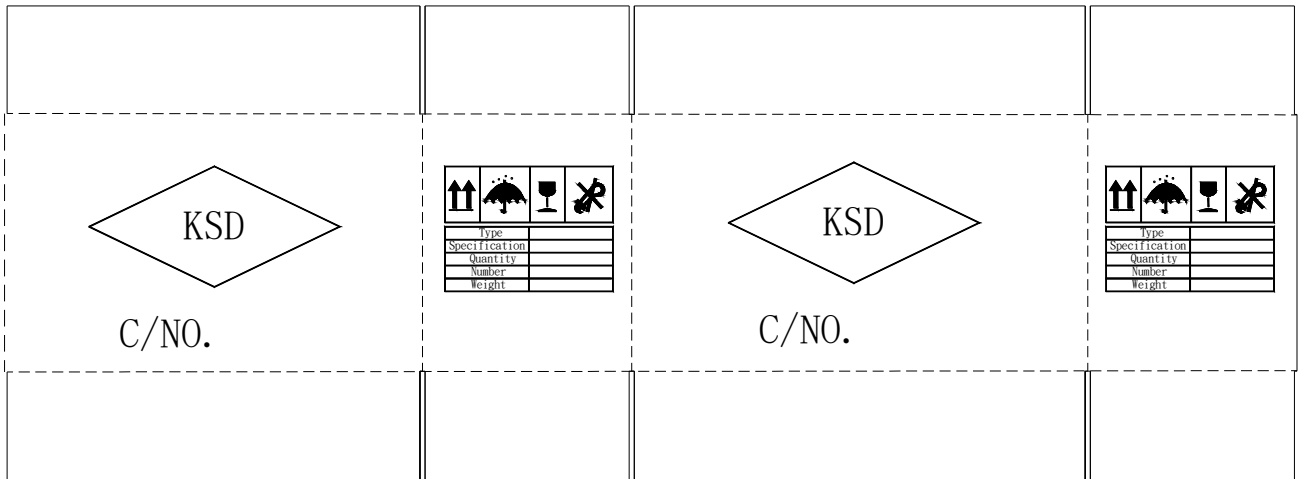 KSD
C/NO.
Type
Specification
Quantity
Number
Weight
KSD
C/NO.
Type
Specification
Quantity
Number
Weight